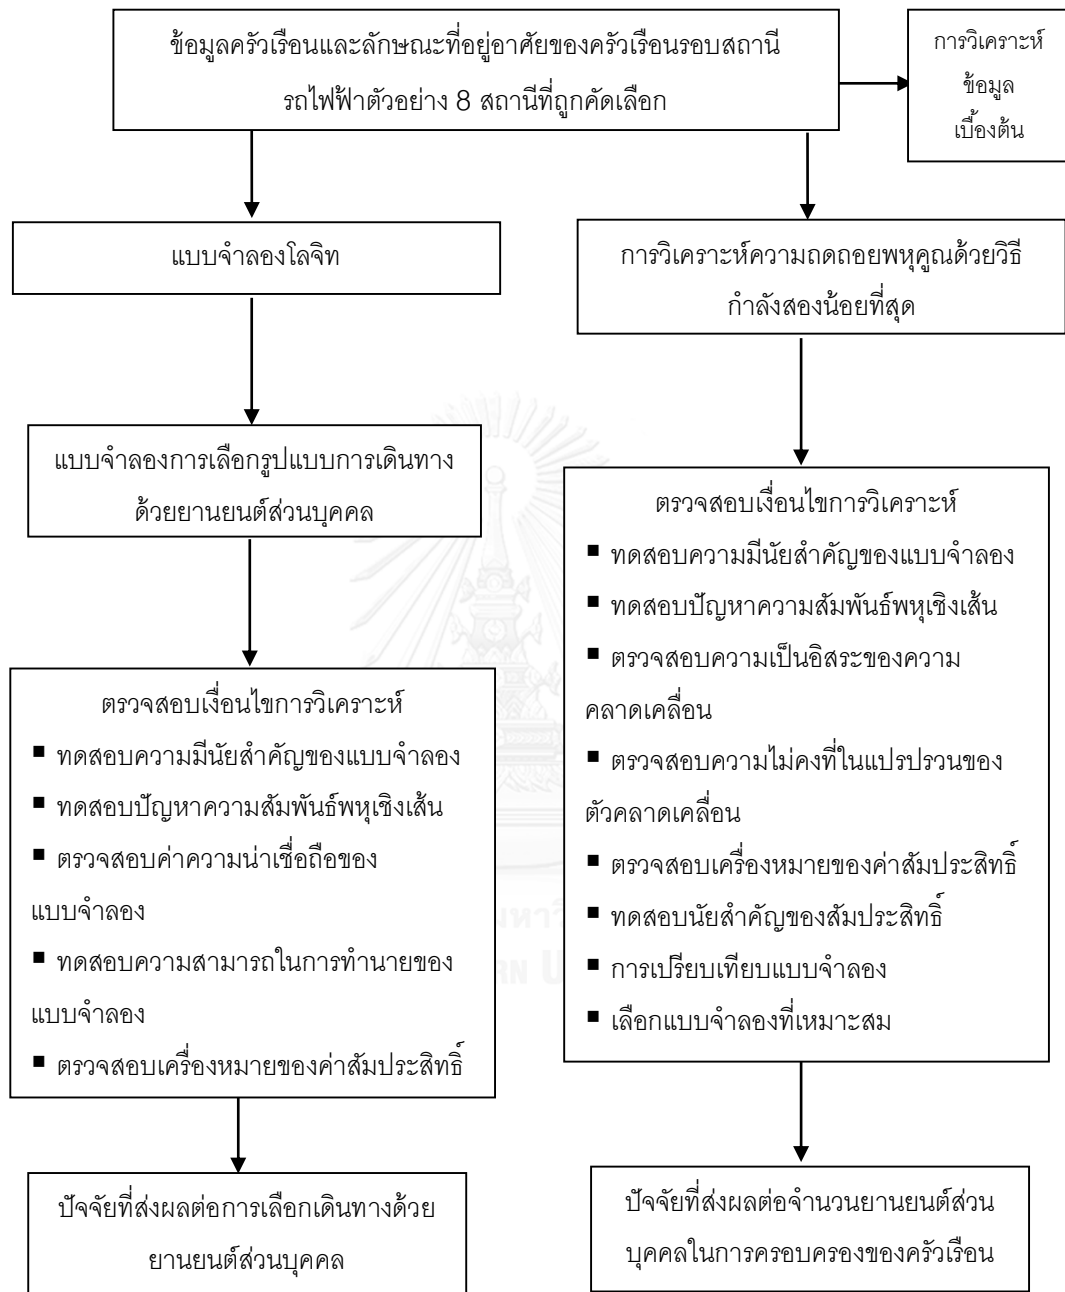 ข้อมูลครัวเรือนและลักษณะที่อยู่อาศัยของครัวเรือนรอบสถานี
รถไฟฟ้าตัวอย่าง 8 สถานีที่ถูกคัดเลือก
การวิเคราะห์
ข้อมูล
เบื้องต้น
แบบจำลองโลจิท
แบบจำลองการเลือกรูปแบบการเดินทาง
ด้วยยานยนต์ส่วนบุคคล
ตรวจสอบเงื่อนไขการวิเคราะห์
▪ ทดสอบความมีนัยสำคัญของแบบจำลอง
▪ ทดสอบปัญหาความสัมพันธ์พหุเชิงเส้น
▪ ตรวจสอบค่าความน่าเชื่อถือของ
แบบจำลอง
▪ ทดสอบความสามารถในการทำนายของ
แบบจำลอง
▪ ตรวจสอบเครื่องหมายของค่าสัมประสิทธิ์
ปัจจัยที่ส่งผลต่อการเลือกเดินทางด้วย
ยานยนต์ส่วนบุคคล
การวิเคราะห์ความถดถอยพหุคูณด้วยวิธี
กำลังสองน้อยที่สุด
ตรวจสอบเงื่อนไขการวิเคราะห์
▪ ทดสอบความมีนัยสำคัญของแบบจำลอง
▪ ทดสอบปัญหาความสัมพันธ์พหุเชิงเส้น
▪ ตรวจสอบความเป็นอิสระของความ
คลาดเคลื่อน
▪ ตรวจสอบความไม่คงที่ในแปรปรวนของ
ตัวคลาดเคลื่อน
▪ ตรวจสอบเครื่องหมายของค่าสัมประสิทธิ์
▪ ทดสอบนัยสำคัญของสัมประสิทธิ์
▪ การเปรียบเทียบแบบจำลอง
▪ เลือกแบบจำลองที่เหมาะสม
ปัจจัยที่ส่งผลต่อจำนวนยานยนต์ส่วน
บุคคลในการครอบครองของครัวเรือน